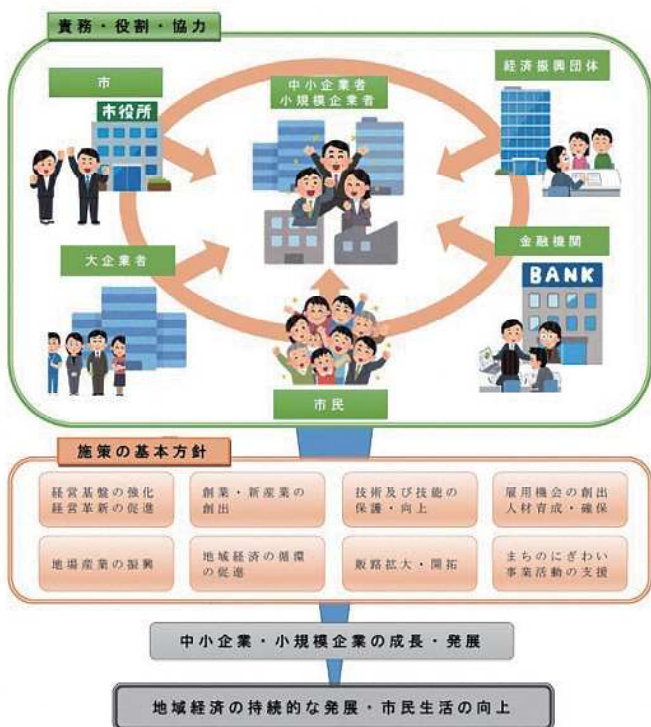 責務・役割・協力
市
市役所
中小企業者
小規模企業者
経済振興団体
大企業者
金融機関
BANK
市民
施策の基本方針
経営基盤の強化
経営革新の促進
創業・新産業の
創出
技術及び技能の
保護・向上
雇用機会の創出
人材育成・確保
地場産業の振興
地域経済の循環
の促進
販路拡大・開拓
まちのにぎわい
事業活動の支援
中小企業・小規模企業の成長・発展
地域経済の持続的な発展・市民生活の向上